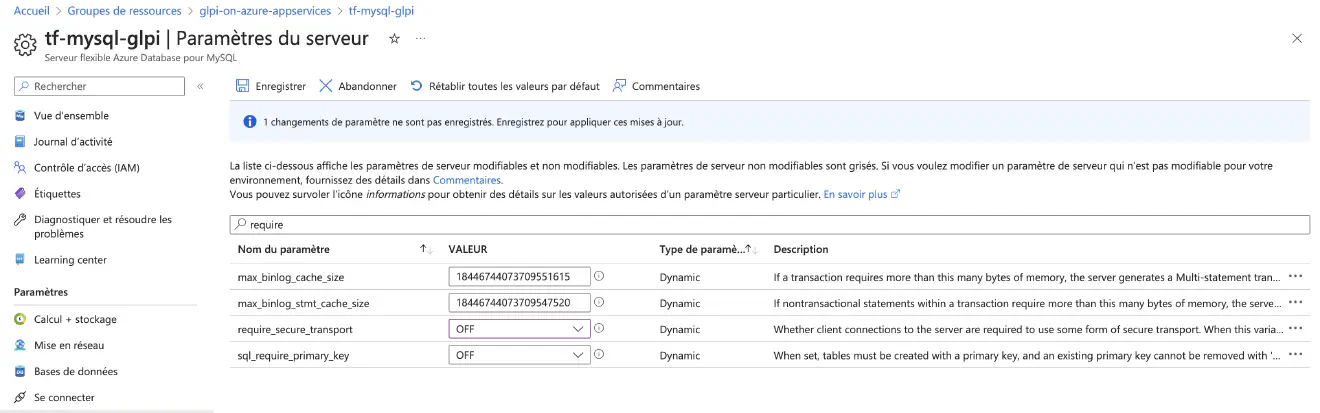 Accueil > Groupes de ressources > glpi-on-azure-appservices > tf-mysql-glpi >
tf-mysql-glpi | Paramètres du serveur
Serveur flexible Azure Database pour MySQL
Rechercher
Vue d'ensemble
Journal d'activité
Contrôle d'accès (IAM)
Étiquettes
Diagnostiquer et résoudre les
problèmes
Learning center
Paramètres
Calcul + stockage
Mise en réseau
Bases de données
Se connecter
Enregistrer Abandonner Rétablir toutes les valeurs par défaut Commentaires
1 changements de paramètre ne sont pas enregistrés. Enregistrez pour appliquer ces mises à jour.
La liste ci-dessous affiche les paramètres de serveur modifiables et non modifiables. Les paramètres de serveur non modifiables sont grisés. Si vous voulez modifier un paramètre de serveur qui n'est pas modifiable pour votre
environnement, fournissez des détails dans Commentaires.
Vous pouvez survoler l'icône informations pour obtenir des détails sur les valeurs autorisées d'un paramètre serveur particulier. En savoir plus
require
Nom du paramètre VALEUR Type de paramè... Description
max_binlog_cache_size 18446744073709551615 Dynamic If a transaction requires more than this many bytes of memory, the server generates a Multi-statement tran...
max_binlog_stmt_cache_size 18446744073709547520 Dynamic If nontransactional statements within a transaction require more than this many bytes of memory, the serve...
require_secure_transport OFF Dynamic Whether client connections to the server are required to use some form of secure transport. When this varia...
sql_require_primary_key OFF Dynamic When set, tables must be created with a primary key, and an existing primary key cannot be removed with '...